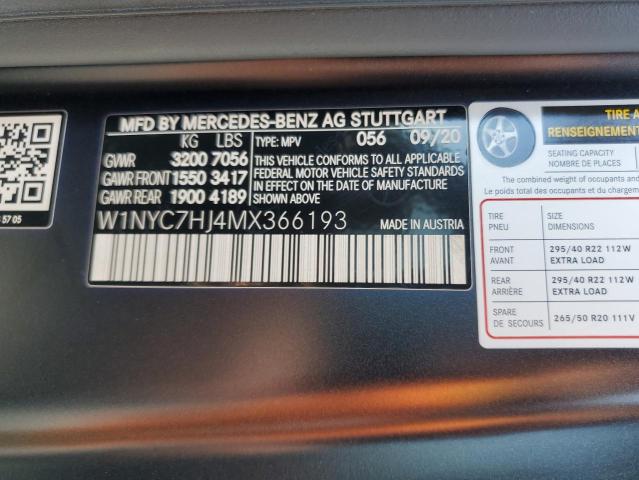 MFD BY MERCEDES-BENZ AG STUTTGART
KG LBS TYPE: MPV 056 09/20
GVWR 3200 7056
GAWR FRONT 1550 3417
GAWR REAR 1900 4189
THIS VEHICLE CONFORMS TO ALL APPLICABLE
FEDERAL MOTOR VEHICLE SAFETY STANDARDS
IN EFFECT ON THE DATE OF
MANUFACTURE SHOWN ABOVE.
W1NYC7HJ4MX366193 MADE IN AUSTRIA
5 05
TIRE A
RENSEIGNEMENT
SEATING CAPACITY
NOMBRE DE PLACES
The combined weight of occupants
Le poids total des occupants et du chargeme
TIRE SIZE
PNEU DIMENSIONS
FRONT 295/40 R22 112W
AVANT EXTRA LOAD
REAR 295/40 R22 112W
ARRIÈRE EXTRA LOAD
SPARE
DE SECOURS 265/50 R20 111V